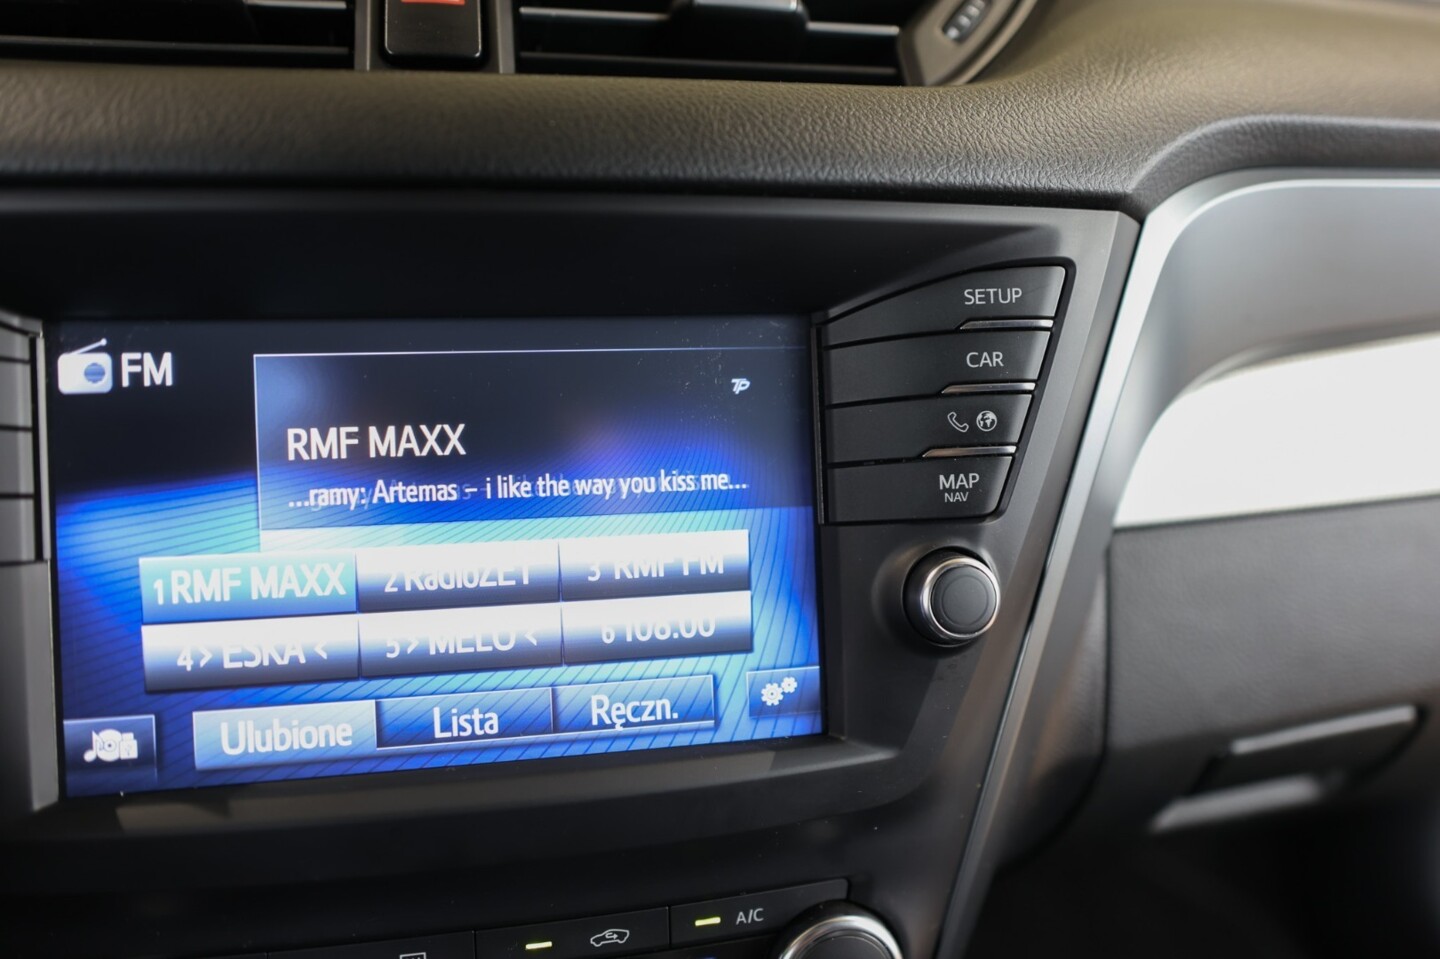 FM
TP
RMF MAXX
...ramy: Artemas – i like the way you kiss me...
1 RMF MAXX 2 RadioZET 3 RMF FM
4 > ESKA < 5 > MELO < 6 108.00
Ulubione Lista Ręczn.
SETUP
CAR
MAP
NAV
A/C